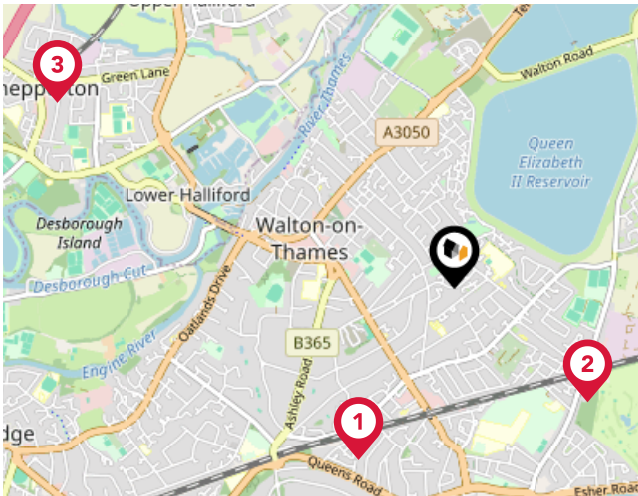 Upper Halliford
3
Green Lane
hepperton
River Thames
Walton Road
A3050
Queen
Elizabeth
II Reservoir
Lower Halliford
Desborough
Island
Walton-on-
Thames
Desborough Cut
Oatlands Drive
Engine River
B365
Ashley Road
2
1
dge
Queens Road
Esher Road